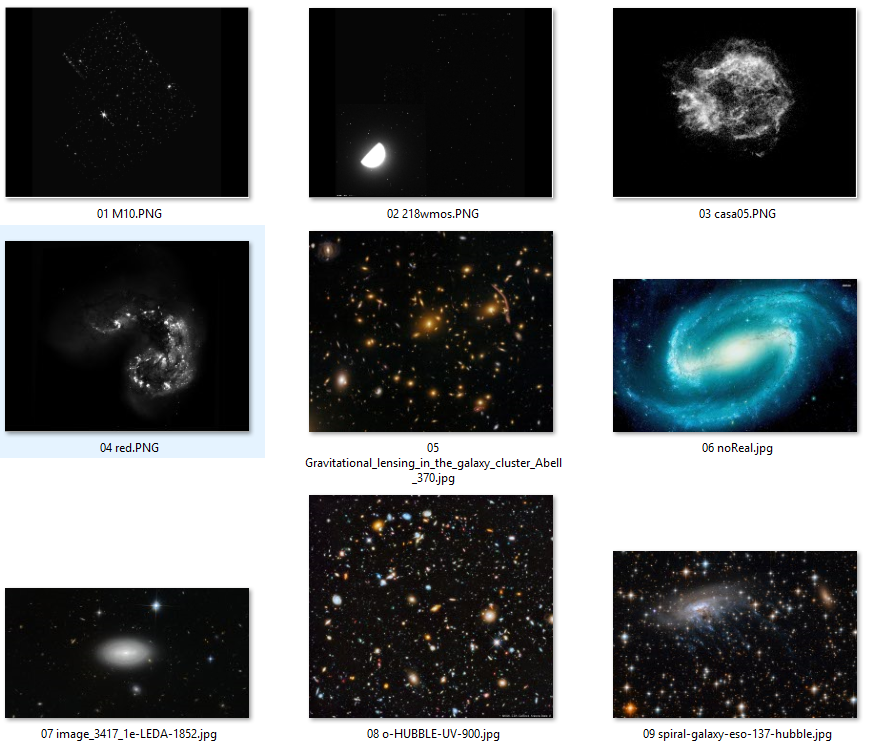 01 M10.PNG
02 218wmos.PNG
03 casa05.PNG
04 red.PNG
05
Gravitational_lensing_in_the_galaxy_cluster_Abell
_370.jpg
06 noReal.jpg
07 image_3417_1e-LEDA-1852.jpg
08 o-HUBBLE-UV-900.jpg
09 spiral-galaxy-eso-137-hubble.jpg